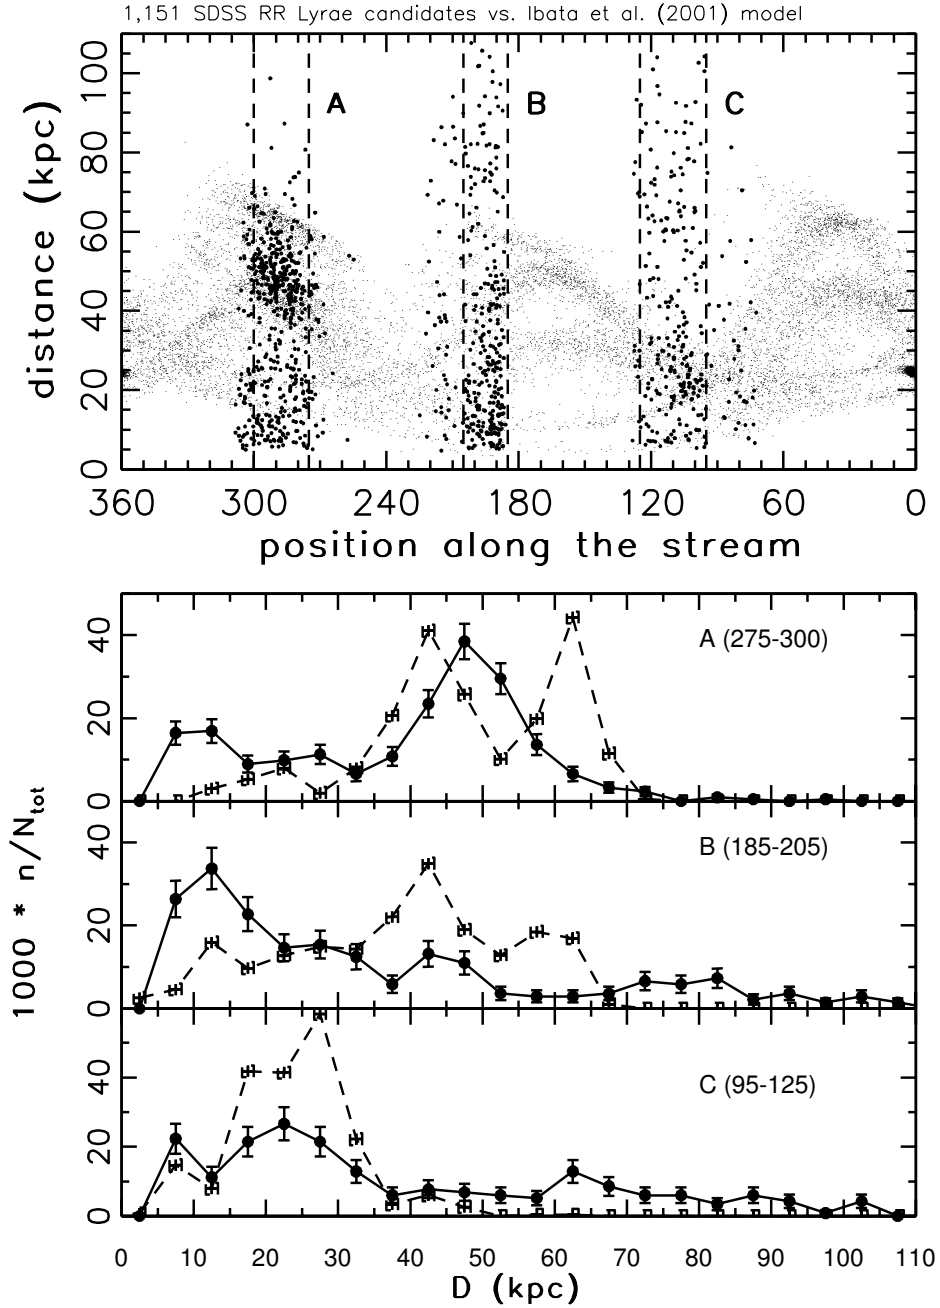 1,151 SDSS RR Lyrae candidates vs. Ibata et al. (2001) model
distance (kpc)
100
80
60
40
20
0
A
B
C
360 300 240 180 120 60 0
position along the stream
1000 * n/Ntot
40
20
0
A (275-300)
40
20
0
B (185-205)
40
20
0
C (95-125)
0 10 20 30 40 50 60 70 80 90 100 110
D (kpc)